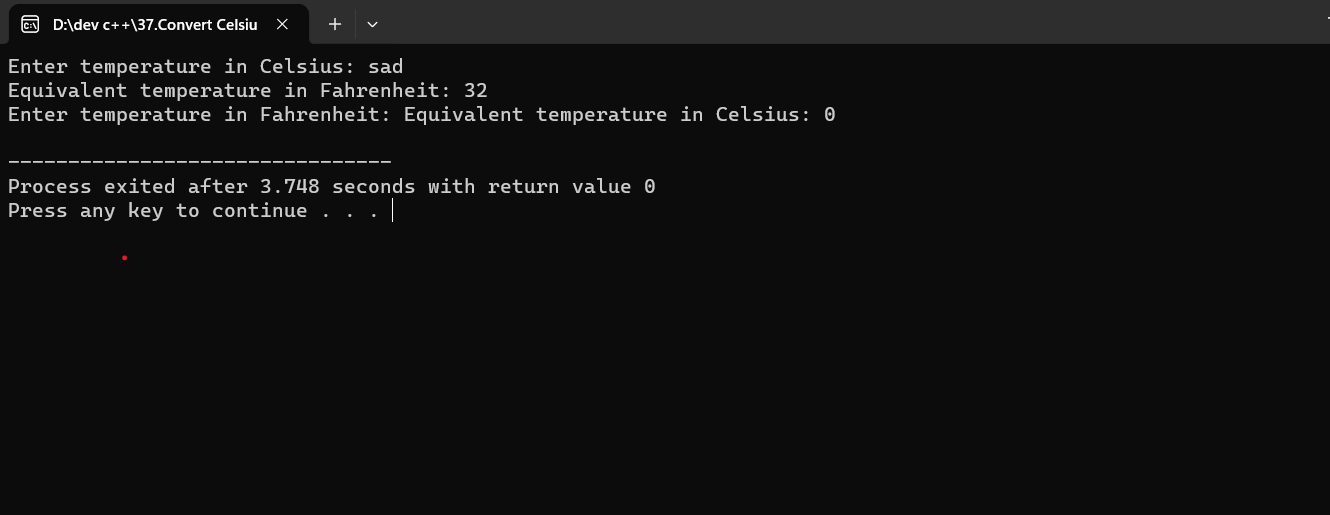 D:\dev c++\37.Convert Celsiu
Enter temperature in Celsius: sad
Equivalent temperature in Fahrenheit: 32
Enter temperature in Fahrenheit: Equivalent temperature in Celsius: 0
--------------------------------
Process exited after 3.748 seconds with return value 0
Press any key to continue . . .